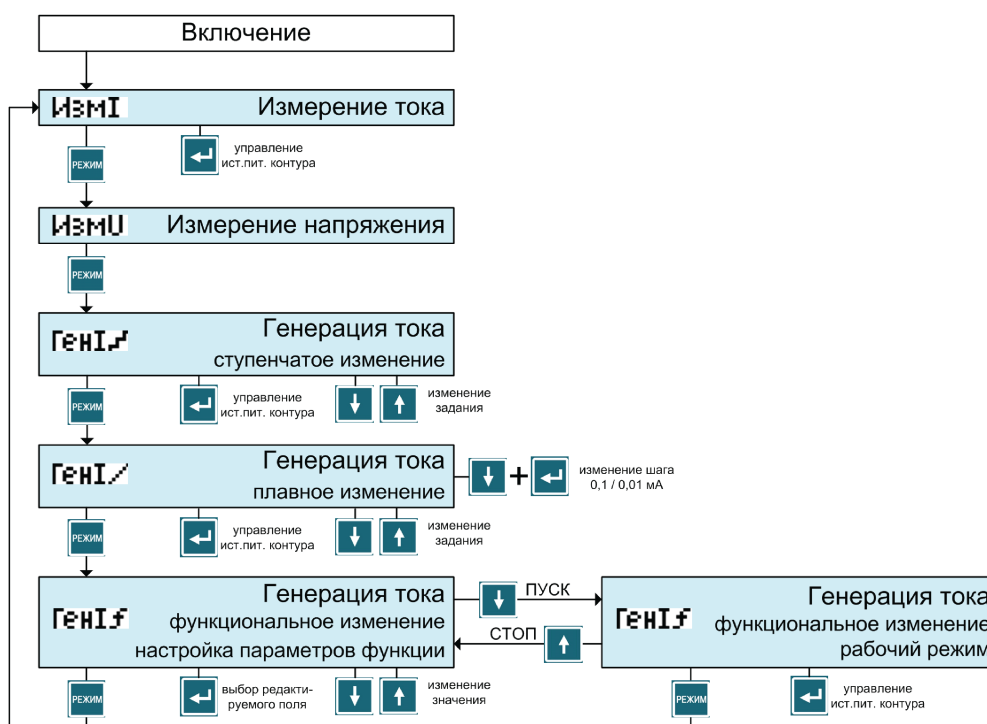 Включение
ИзмI Измерение тока
РЕЖИМ
управление
ист.пит. контура
ИзмU Измерение напряжения
РЕЖИМ
ГенI Генерация тока
ступенчатое изменение
РЕЖИМ
управление
ист.пит. контура
изменение
задания
ГенI Генерация тока
плавное изменение
+
изменение шага
0,1 / 0,01 мА
РЕЖИМ
управление
ист.пит. контура
изменение
задания
ГенIf Генерация тока
функциональное изменение
настройка параметров функции
ПУСК
СТОП
ГенIf Генерация тока
функциональное изменение
рабочий режим
РЕЖИМ
выбор редакти-
руемого поля
изменение
значения
РЕЖИМ
управление
ист.пит. контура